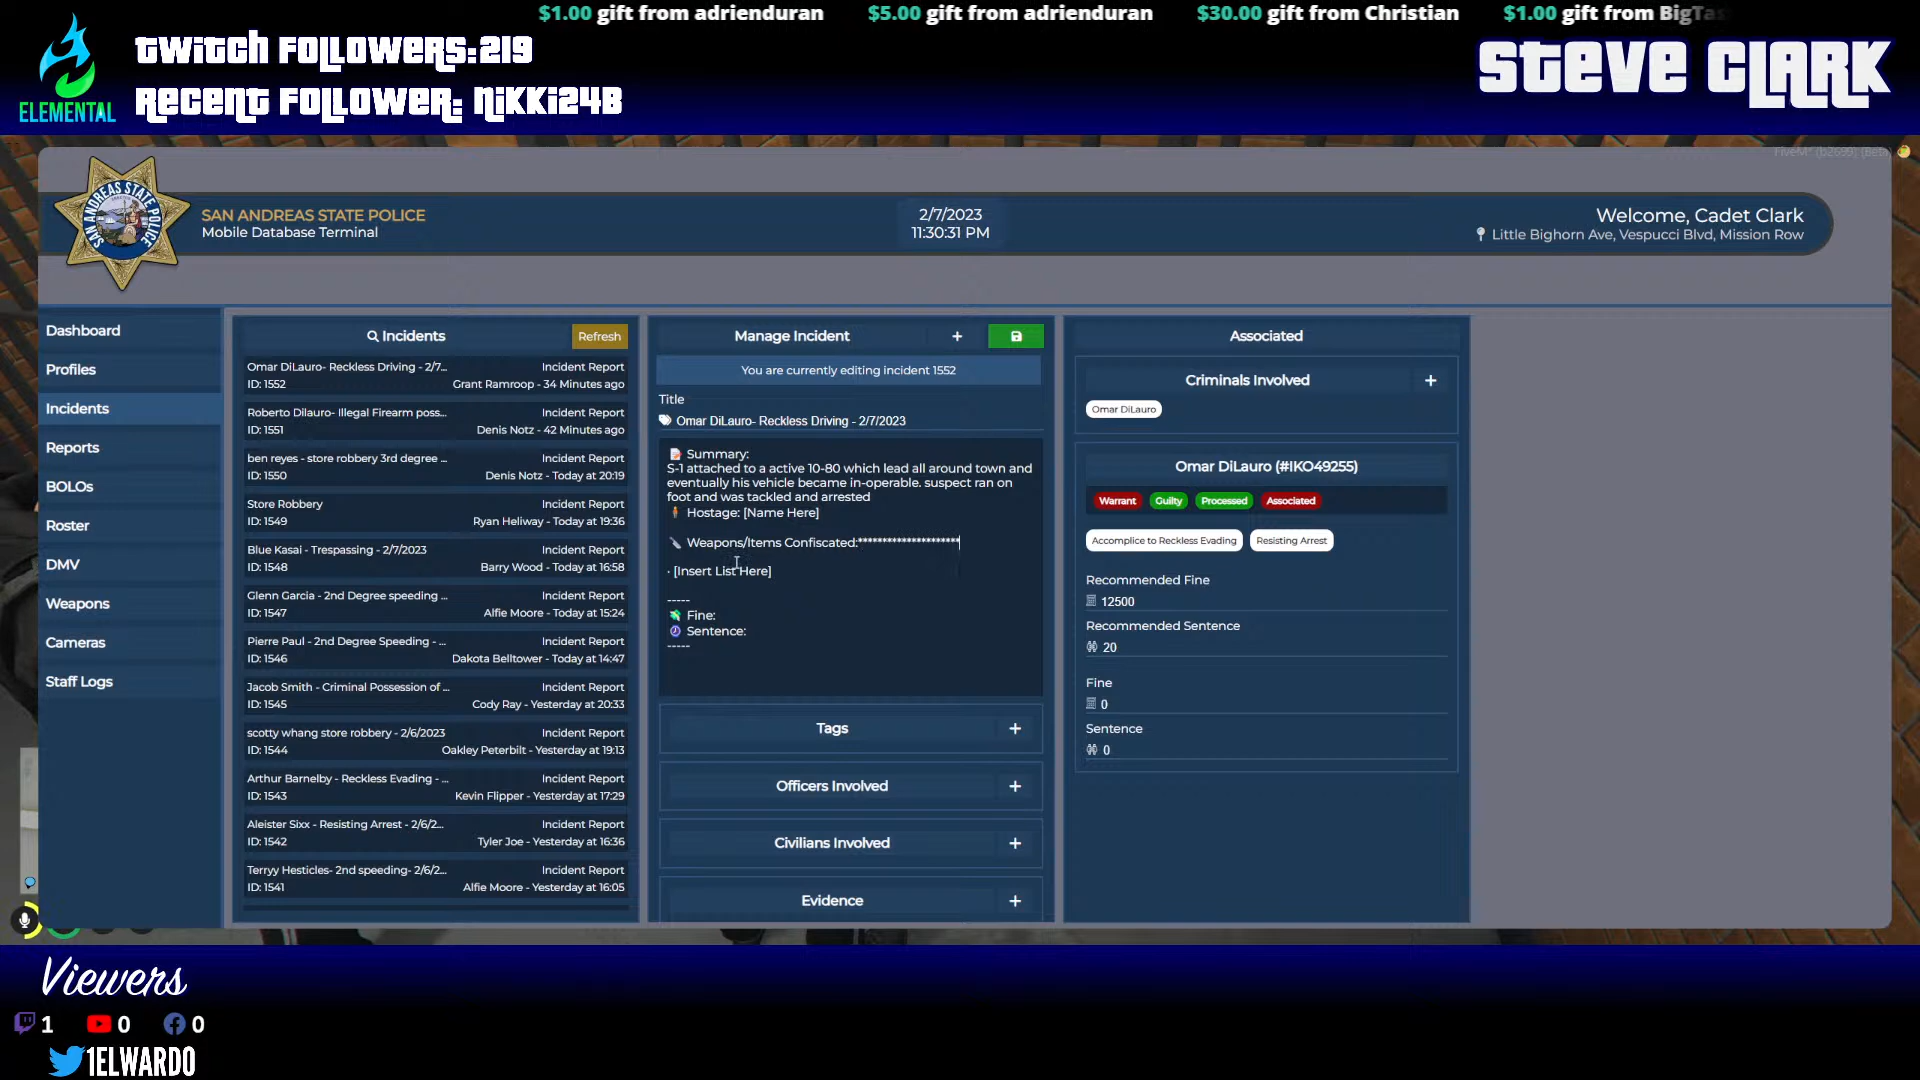 $1.00 gift from adrienduran $5.00 gift from adrienduran $30.00 gift from Christian $1.00 gift from
TWITCH FOLLOWERS:219
RECENT FOLLOWER: NIKKI24B
ELEMENTAL
STEVE CLARK
SAN ANDREAS STATE POLICE
Mobile Database Terminal
2/7/2023
11:30:31 PM
Welcome, Cadet Clark
Little Bighorn Ave, Vespucci Blvd, Mission Row
SAN ANDREAS STATE
POLICE
Dashboard
Profiles
Incidents
Reports
BOLOs
Roster
DMV
Weapons
Cameras
Staff Logs
Incidents
Refresh
Omar DiLauro- Reckless Driving - 2/7... Incident Report
ID: 1552 Grant Ramroop - 34 Minutes ago
Roberto Dilauro- Illegal Firearm poss... Incident Report
ID: 1551 Denis Notz - 42 Minutes ago
ben reyes - store robbery 3rd degree ... Incident Report
ID: 1550 Denis Notz - Today at 20:19
Store Robbery Incident Report
ID: 1549 Ryan Heliway - Today at 19:36
Blue Kasai - Trespassing - 2/7/2023 Incident Report
ID: 1548 Barry Wood - Today at 16:58
Glenn Garcia - 2nd Degree speeding ... Incident Report
ID: 1547 Alfie Moore - Today at 15:24
Pierre Paul - 2nd Degree Speeding - ... Incident Report
ID: 1546 Dakota Belltower - Today at 14:47
Jacob Smith - Criminal Possession of ... Incident Report
ID: 1545 Cody Ray - Yesterday at 20:33
scotty whang store robbery - 2/6/2023 Incident Report
ID: 1544 Oakley Peterbilt - Yesterday at 19:13
Arthur Barnelby - Reckless Evading - ... Incident Report
ID: 1543 Kevin Flipper - Yesterday at 17:29
Aleister Sixx - Resisting Arrest - 2/6/2... Incident Report
ID: 1542 Tyler Joe - Yesterday at 16:36
Terryy Hesticles- 2nd speeding- 2/6/2... Incident Report
ID: 1541 Alfie Moore - Yesterday at 16:05
Manage Incident +
You are currently editing incident 1552
Title
Omar DiLauro- Reckless Driving - 2/7/2023
📝 Summary:
S-1 attached to a active 10-80 which lead all around town and
eventually his vehicle became in-operable. suspect ran on
foot and was tackled and arrested
🧍 Hostage: [Name Here]
🔪 Weapons/Items Confiscated:*********************
· [Insert List Here]
-----
💸 Fine:
Sentence:
-----
Tags +
Officers Involved +
Civilians Involved +
Evidence +
Associated
Criminals Involved +
Omar DiLauro
Omar DiLauro (#IKO49255)
Warrant Guilty Processed Associated
Accomplice to Reckless Evading Resisting Arrest
Recommended Fine
12500
Recommended Sentence
20
Fine
0
Sentence
0
Viewers
1 0 0
1ELWARDO